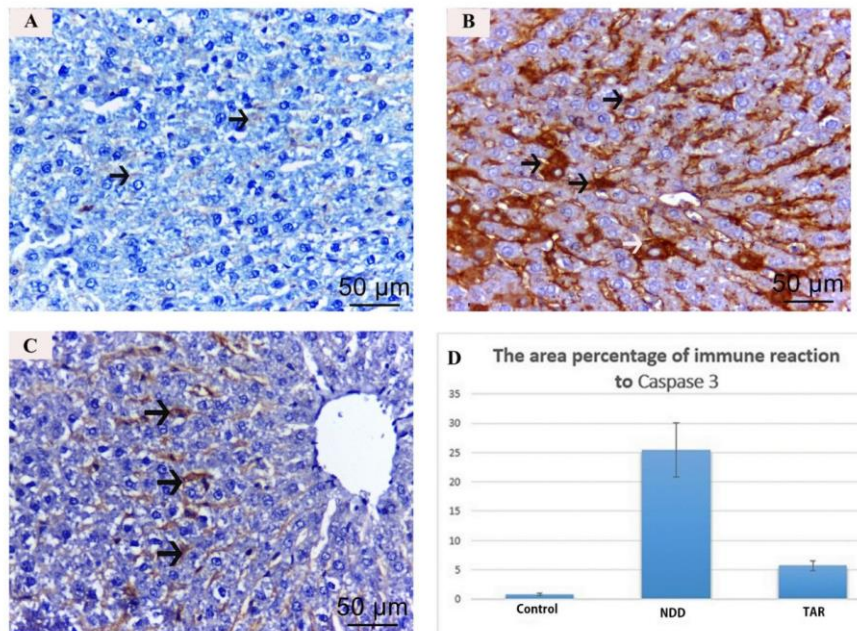 A
50 µm
B
50 µm
C
50 µm
D
The area percentage of immune reaction
to Caspase 3
35
30
25
20
15
10
5
0
Control
NDD
TAR